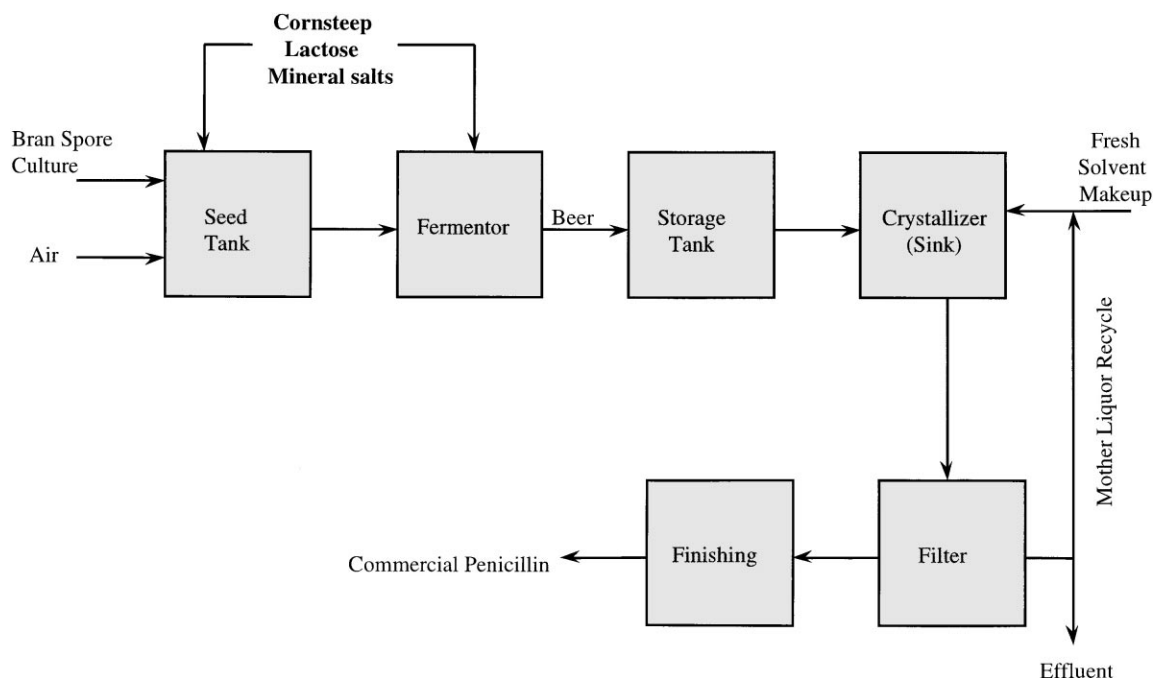 Cornsteep
Lactose
Mineral salts
Bran Spore
Culture
Air
Seed
Tank
Fermentor
Beer
Storage
Tank
Crystallizer
(Sink)
Fresh
Solvent
Makeup
Mother Liquor Recycle
Commercial Penicillin
Finishing
Filter
Effluent